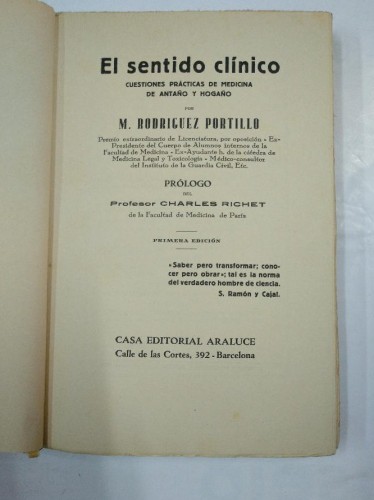 El sentido clínico
CUESTIONES PRÁCTICAS DE MEDICINA
DE ANTAÑO Y HOGAÑO
POR
M. RODRIGUEZ PORTILLO
Premio extraordinario de Licenciatura, por oposición - Ex-
Presidente del Cuerpo de Alumnos internos de la
Facultad de Medicina - Ex-Ayudante h. de la cátedra de
Medicina Legal y Toxicología - Médico-consultor
del Instituto de la Guardia Civil, Etc.
PRÓLOGO
DEL
Profesor CHARLES RICHET
de la Facultad de Medicina de París
PRIMERA EDICIÓN
«Saber pero transformar; cono-
cer pero obrar»; tal es la norma
del verdadero hombre de ciencia.
S. Ramón y Cajal.
CASA EDITORIAL ARALUCE
Calle de las Cortes, 392 - Barcelona